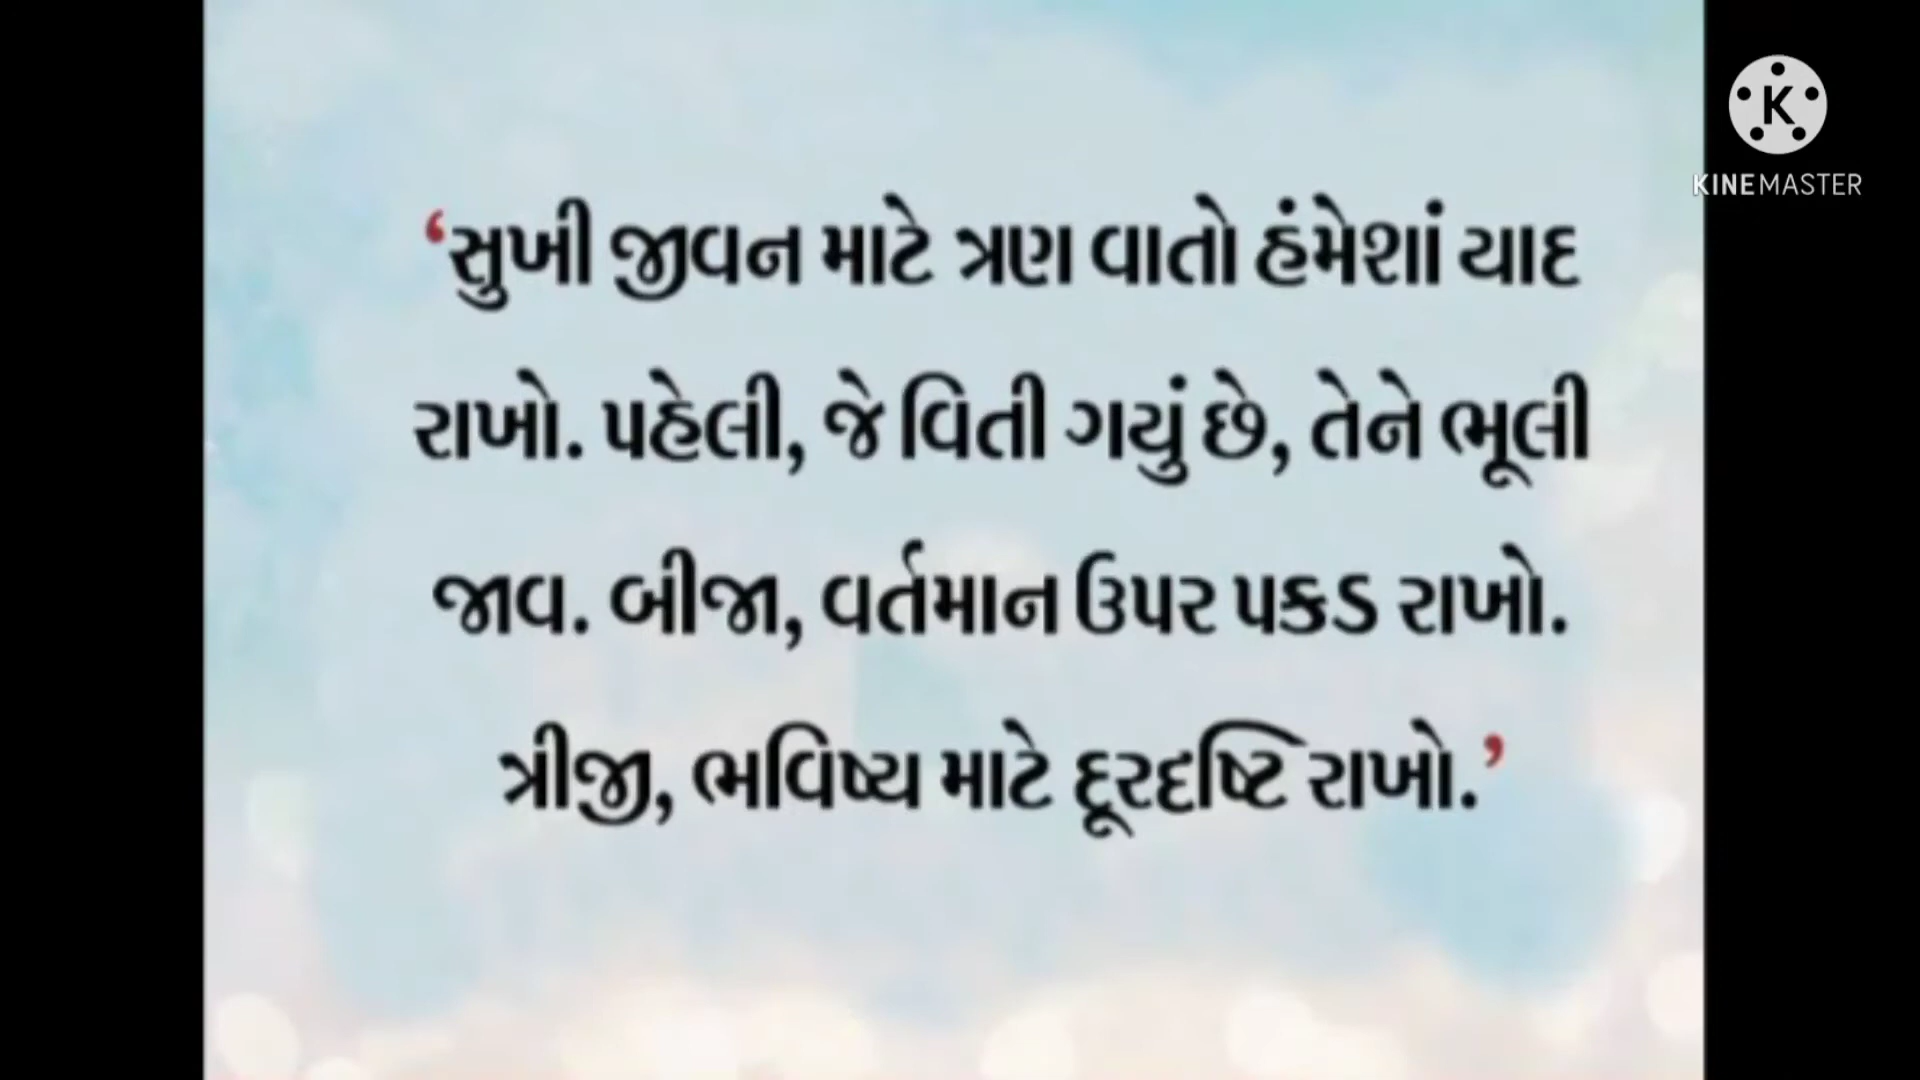 ‘સુખી જીવન માટે ત્રણ વાતો હંમેશાં યાદ
રાખો. પહેલી, જે વિતી ગયું છે, તેને ભૂલી
જાવ. બીજા, વર્તમાન ઉપર પકડ રાખો.
ત્રીજી, ભવિષ્ય માટે દૂરદષ્ટિ રાખો.’
K
KINEMASTER